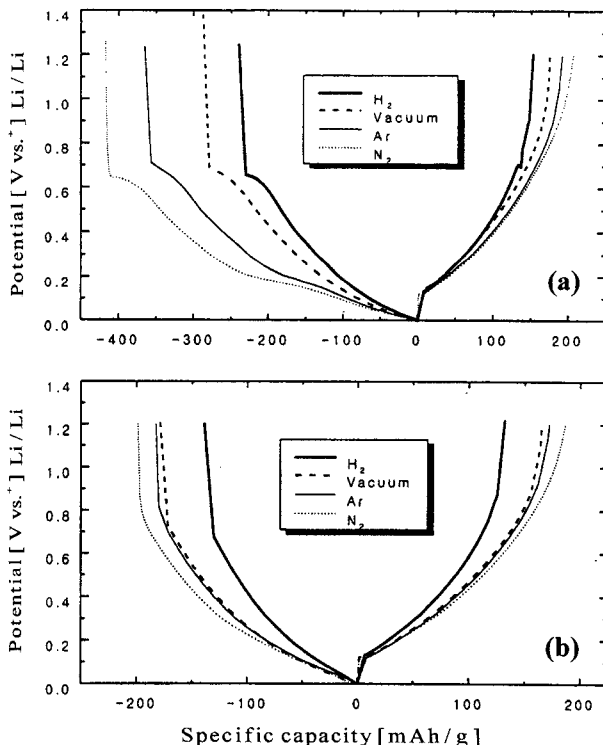 (a)
1.4
1.2
1.0
0.8
0.6
0.4
0.2
0.0
Potential [V vs.⁺] Li/Li
H₂
Vacuum
Ar
N₂
-400 -300 -200 -100 0 100 200
(b)
1.4
1.2
1.0
0.8
0.6
0.4
0.2
0.0
Potential [V vs.⁺] Li/Li
H₂
Vacuum
Ar
N₂
-200 -100 0 100 200
Specific capacity [mAh/g]